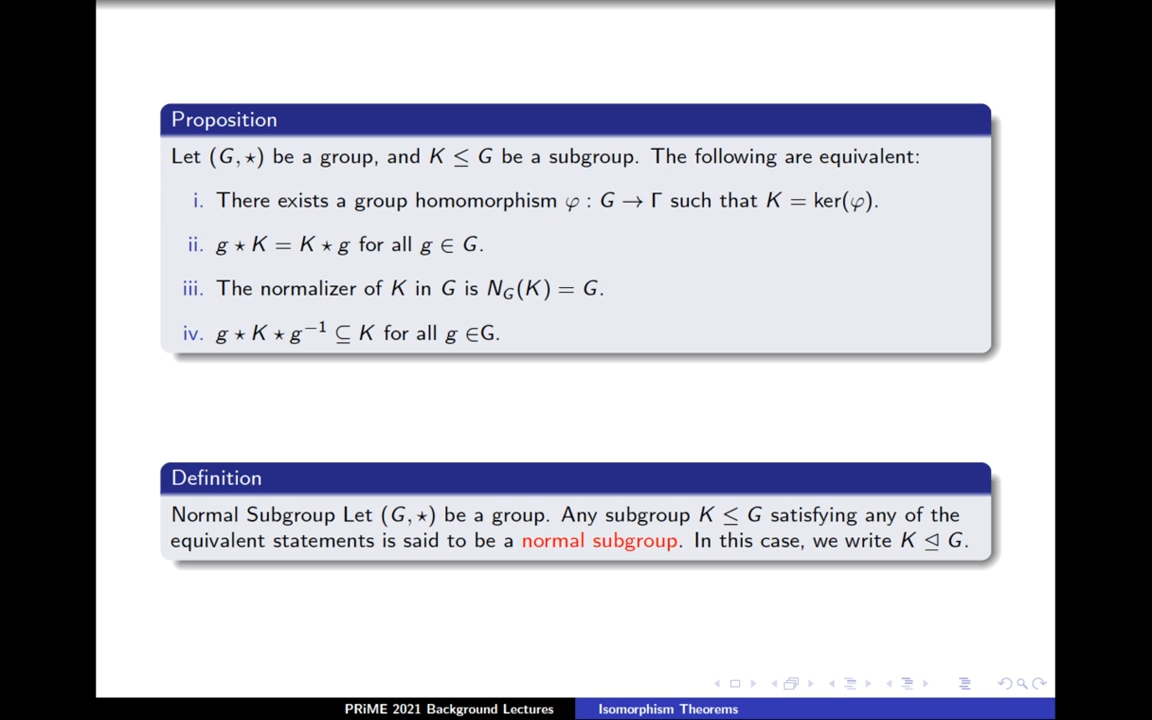 Proposition
Let (G, ⋆) be a group, and K ≤ G be a subgroup. The following are equivalent:
i. There exists a group homomorphism φ : G → Γ such that K = ker(φ).
ii. g ⋆ K = K ⋆ g for all g ∈ G.
iii. The normalizer of K in G is N_G(K) = G.
iv. g ⋆ K ⋆ g⁻¹ ⊆ K for all g ∈G.
Definition
Normal Subgroup Let (G, ⋆) be a group. Any subgroup K ≤ G satisfying any of the
equivalent statements is said to be a normal subgroup. In this case, we write K ⊴ G.
PRiME 2021 Background Lectures
Isomorphism Theorems